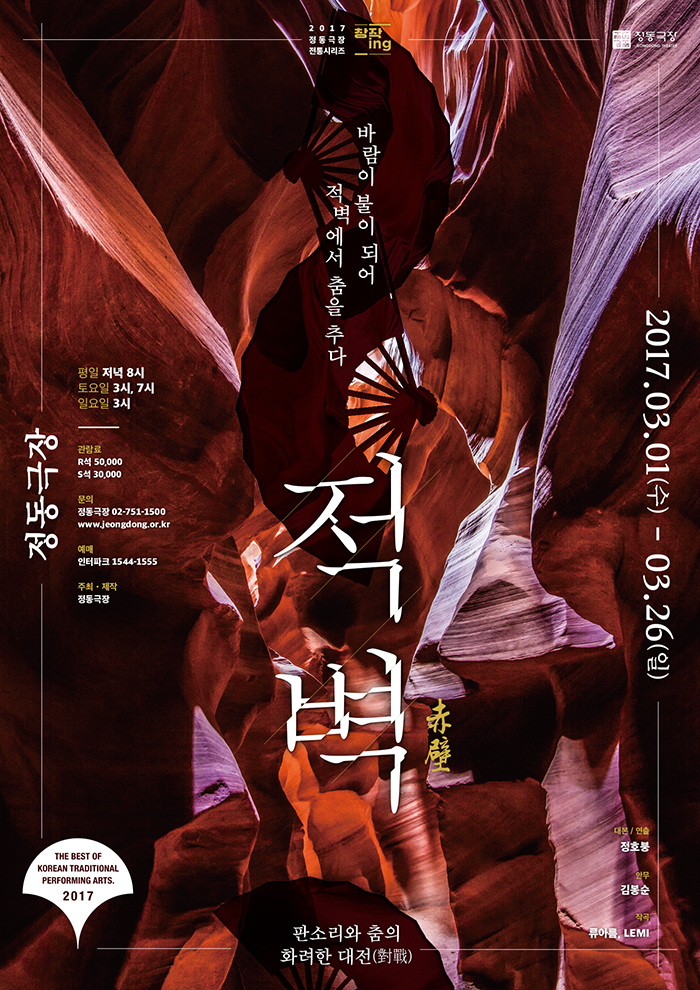 2017
정동극장
전통시리즈
창작
ing
정동극장
JEONGDONG THEATER
바람이 불이 되어
적벽에서 춤을 추다
2017.03.01(수) - 03.26(일)
평일 저녁 8시
토요일 3시, 7시
일요일 3시
관람료
R석 50,000
S석 30,000
문의
정동극장 02-751-1500
www.jeongdong.or.kr
예매
인터파크 1544-1555
주최·제작
정동극장
정동극장
적벽
赤壁
THE BEST OF
KOREAN TRADITIONAL
PERFORMING ARTS.
2017
대본 / 연출
정호붕
안무
김봉순
작곡
류아름, LEMI
판소리와 춤의
화려한 대전(對戰)